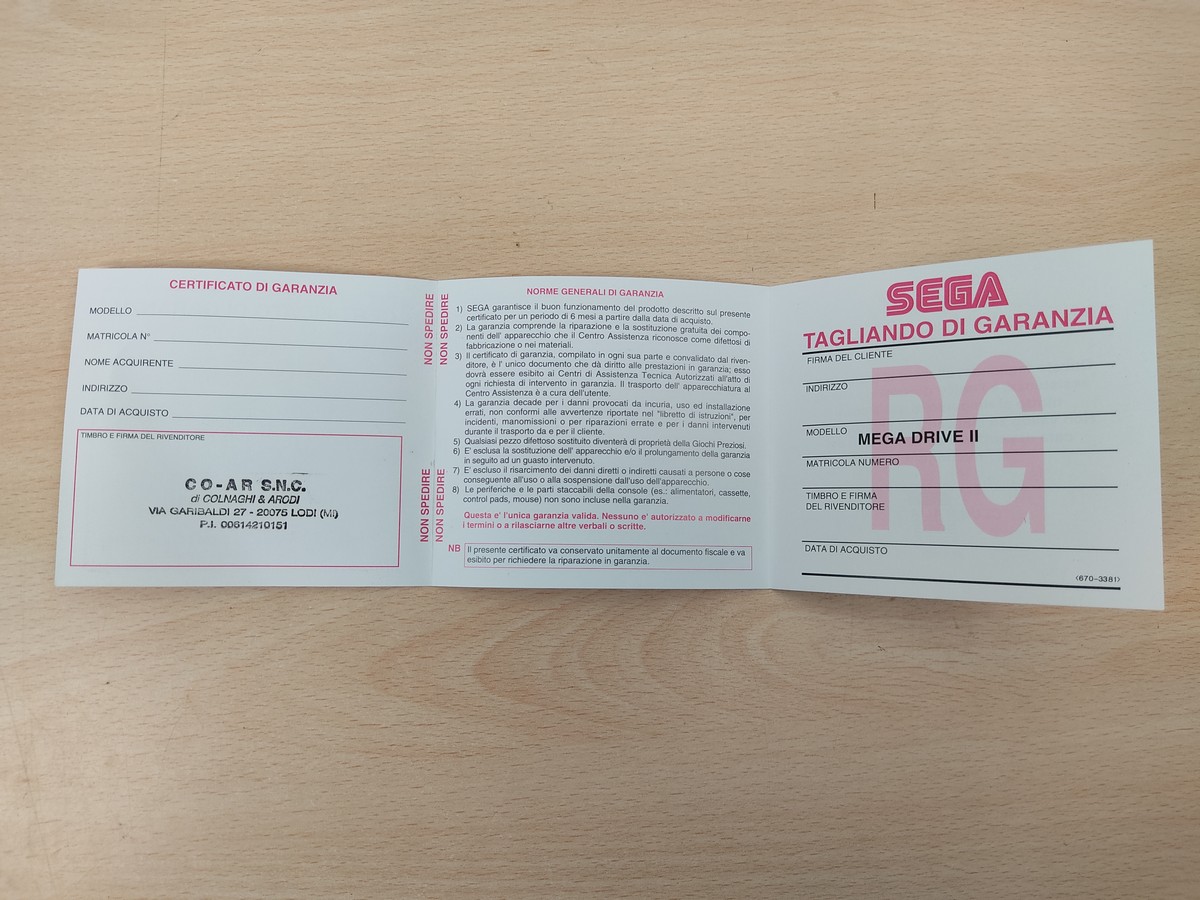 CERTIFICATO DI GARANZIA
MODELLO
MATRICOLA N°
NOME ACQUIRENTE
INDIRIZZO
DATA DI ACQUISTO
TIMBRO E FIRMA DEL RIVENDITORE
CO-AR S.N.C.
di COLNAGHI & ARODI
VIA GARIBALDI 27 - 20075 LODI (MI)
P.I. 00614210151
NON SPEDIRE
NON SPEDIRE
NON SPEDIRE
NON SPEDIRE
NORME GENERALI DI GARANZIA
1) SEGA garantisce il buon funzionamento del prodotto descritto sul presente
certificato per un periodo di 6 mesi a partire dalla data di acquisto.
2) La garanzia comprende la riparazione e la sostituzione gratuita dei compo-
nenti dell' apparecchio che il Centro Assistenza riconosce come difettosi di
fabbricazione o nei materiali.
3) Il certificato di garanzia, compilato in ogni sua parte e convalidato dal riven-
ditore, è l' unico documento che dà diritto alle prestazioni in garanzia; esso
dovrà essere esibito ai Centri di Assistenza Tecnica Autorizzati all'atto di
ogni richiesta di intervento in garanzia. Il trasporto dell' apparecchiatura al
Centro Assistenza è a cura dell'utente.
4) La garanzia decade per i danni provocati da incuria, uso ed installazione
errati, non conformi alle avvertenze riportate nel "libretto di istruzioni", per
incidenti, manomissioni o per riparazioni errate e per i danni intervenuti
durante il trasporto da e per il cliente.
5) Qualsiasi pezzo difettoso sostituito diventerà di proprietà della Giochi Preziosi.
6) E' esclusa la sostituzione dell' apparecchio e/o il prolungamento della garanzia
in seguito ad un guasto intervenuto.
7) E' escluso il risarcimento dei danni diretti o indiretti causati a persone o cose
conseguente all'uso o alla sospensione dall'uso dell'apparecchio.
8) Le periferiche e le parti staccabili della console (es.: alimentatori, cassette,
control pads, mouse) non sono incluse nella garanzia.
Questa e' l'unica garanzia valida. Nessuno e' autorizzato a modificarne
i termini o a rilasciarne altre verbali o scritte.
NB Il presente certificato va conservato unitamente al documento fiscale e va
esibito per richiedere la riparazione in garanzia.
SEGA
TAGLIANDO DI GARANZIA
RG
FIRMA DEL CLIENTE
INDIRIZZO
MODELLO MEGA DRIVE II
MATRICOLA NUMERO
TIMBRO E FIRMA
DEL RIVENDITORE
DATA DI ACQUISTO
(670-3381)